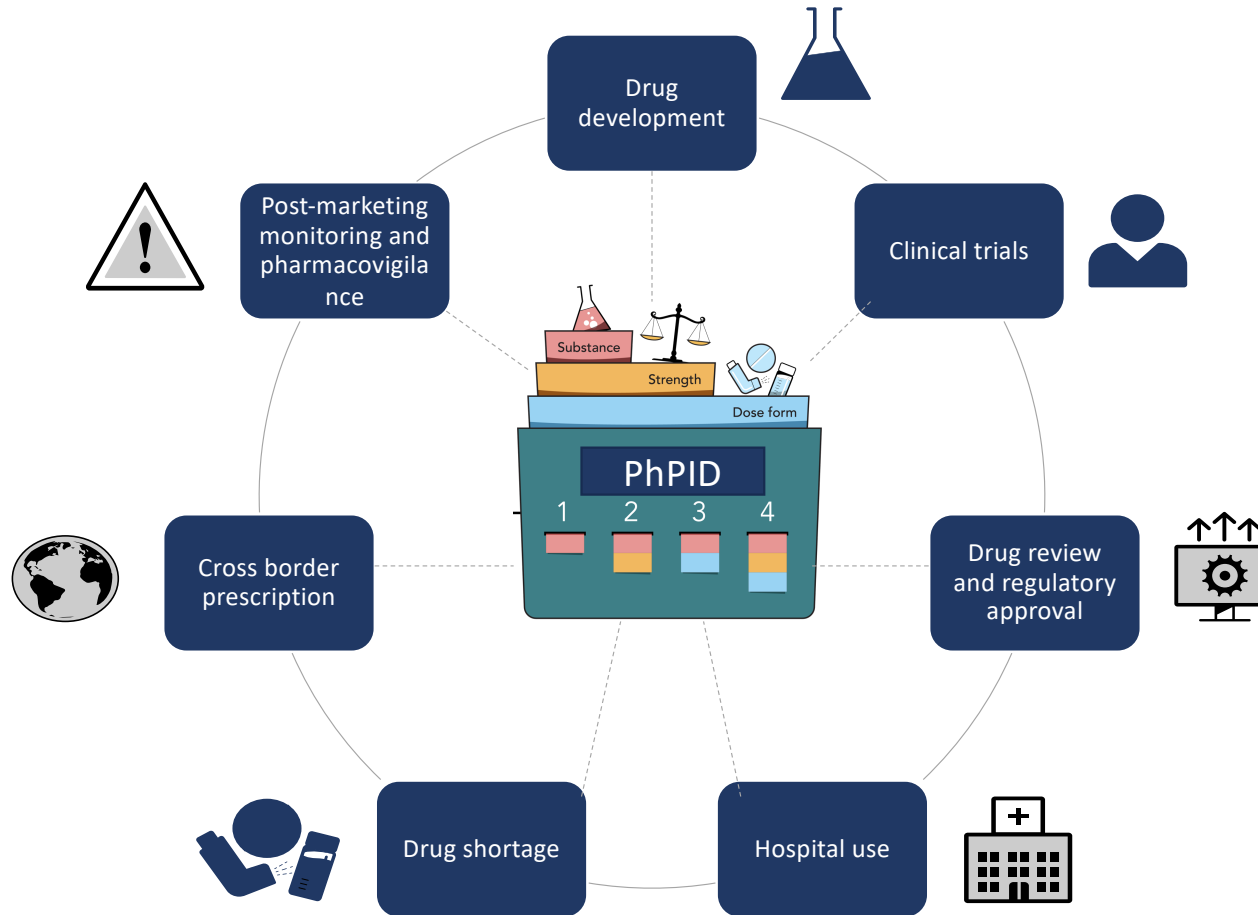 Drug
development
Post-marketing
monitoring and
pharmacovigila
nce
Clinical trials
Substance
Strength
Dose form
PhPID
1 2 3 4
Cross border
prescription
Drug review
and regulatory
approval
Drug shortage
Hospital use